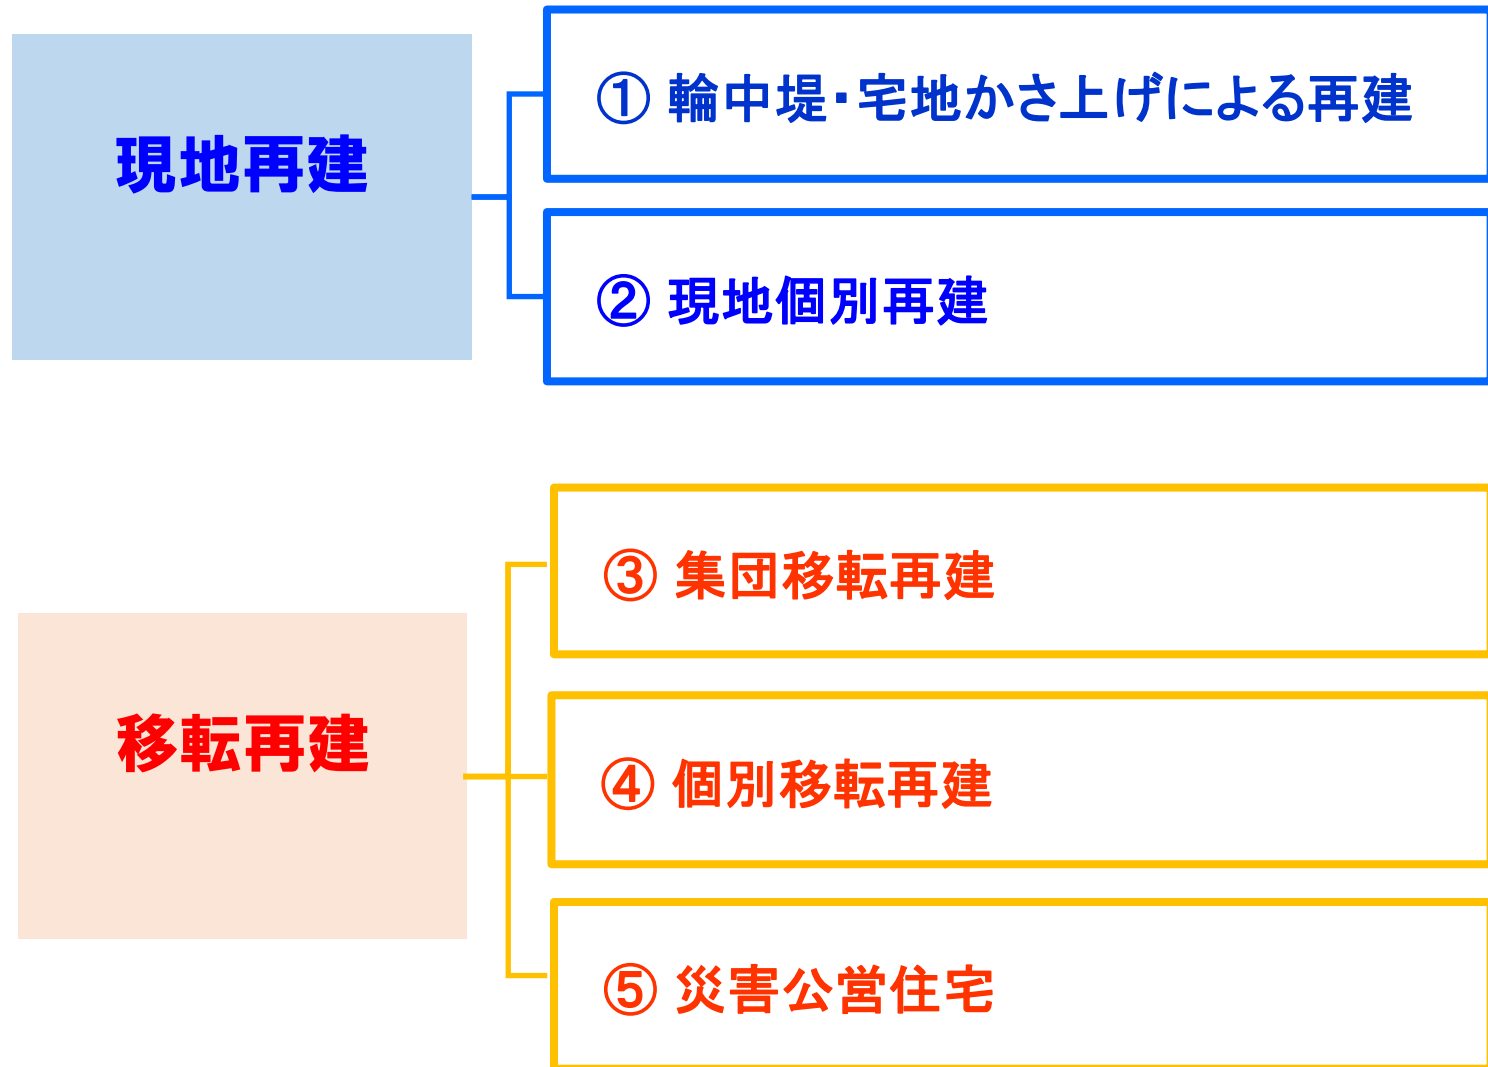 現地再建
① 輪中堤・宅地かさ上げによる再建
② 現地個別再建
移転再建
③ 集団移転再建
④ 個別移転再建
⑤ 災害公営住宅